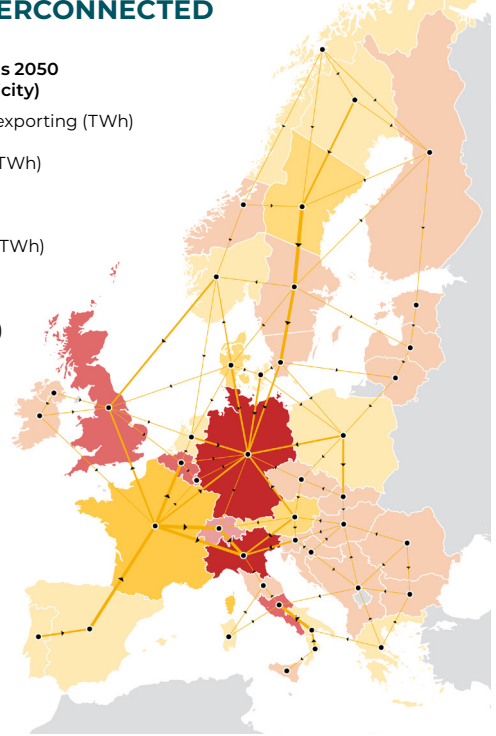 ERCONNECTED
s 2050
city)
exporting (TWh)
TWh)
TWh)
)